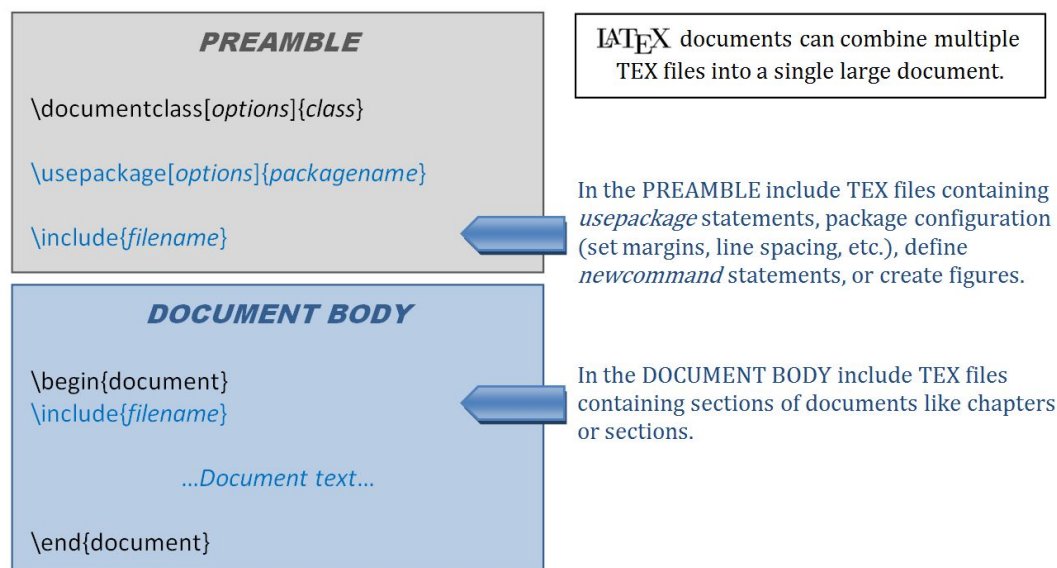 PREAMBLE
\documentclass[options]{class}
\usepackage[options]{packagename}
\include{filename}
LATEX documents can combine multiple
TEX files into a single large document.
In the PREAMBLE include TEX files containing
usepackage statements, package configuration
(set margins, line spacing, etc.), define
newcommand statements, or create figures.
DOCUMENT BODY
\begin{document}
\include{filename}
...Document text...
\end{document}
In the DOCUMENT BODY include TEX files
containing sections of documents like chapters
or sections.